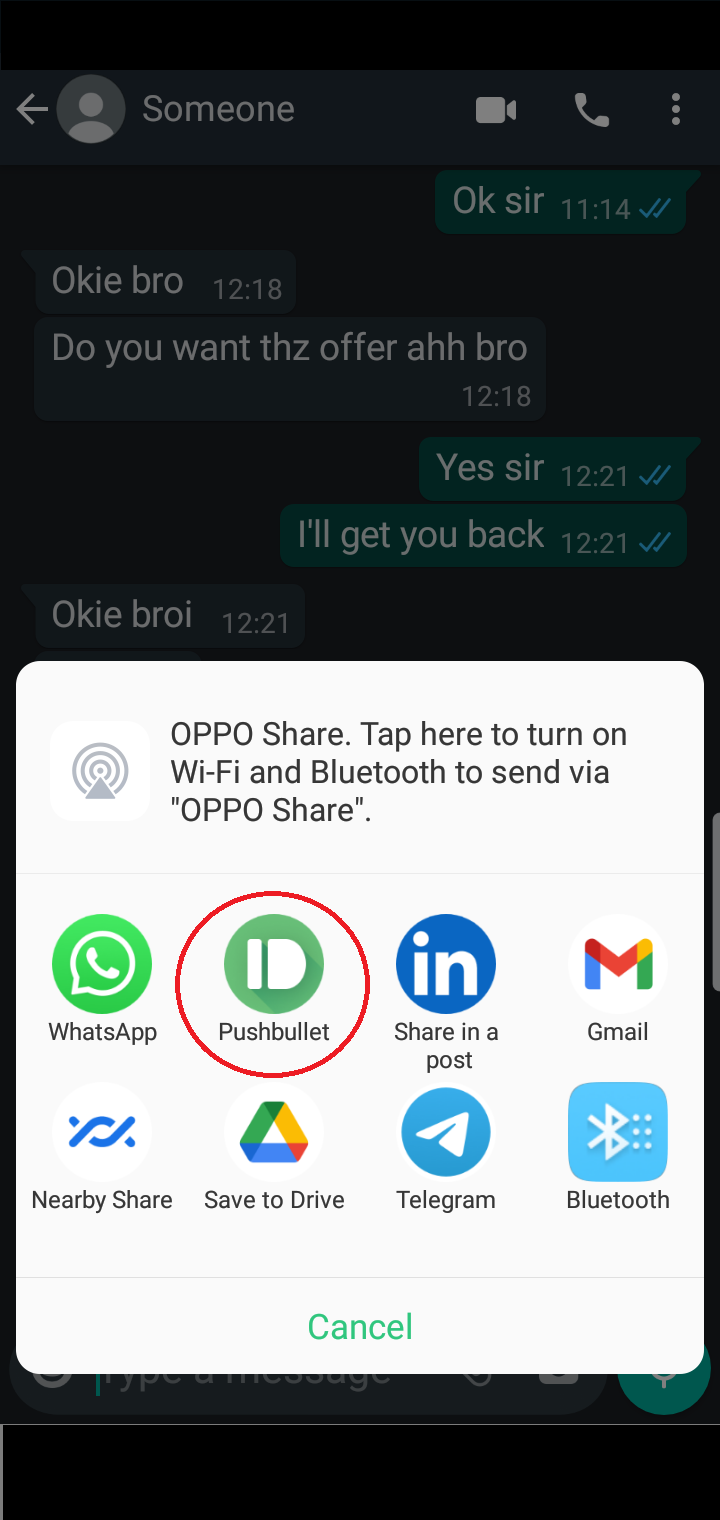 Someone
Ok sir 11:14
Okie bro 12:18
Do you want thz offer ahh bro
12:18
Yes sir 12:21
I'll get you back 12:21
Okie broi 12:21
OPPO Share. Tap here to turn on
Wi-Fi and Bluetooth to send via
"OPPO Share".
in
WhatsApp Pushbullet Share in a Gmail
post
Nearby Share Save to Drive Telegram Bluetooth
Cancel
Type a message